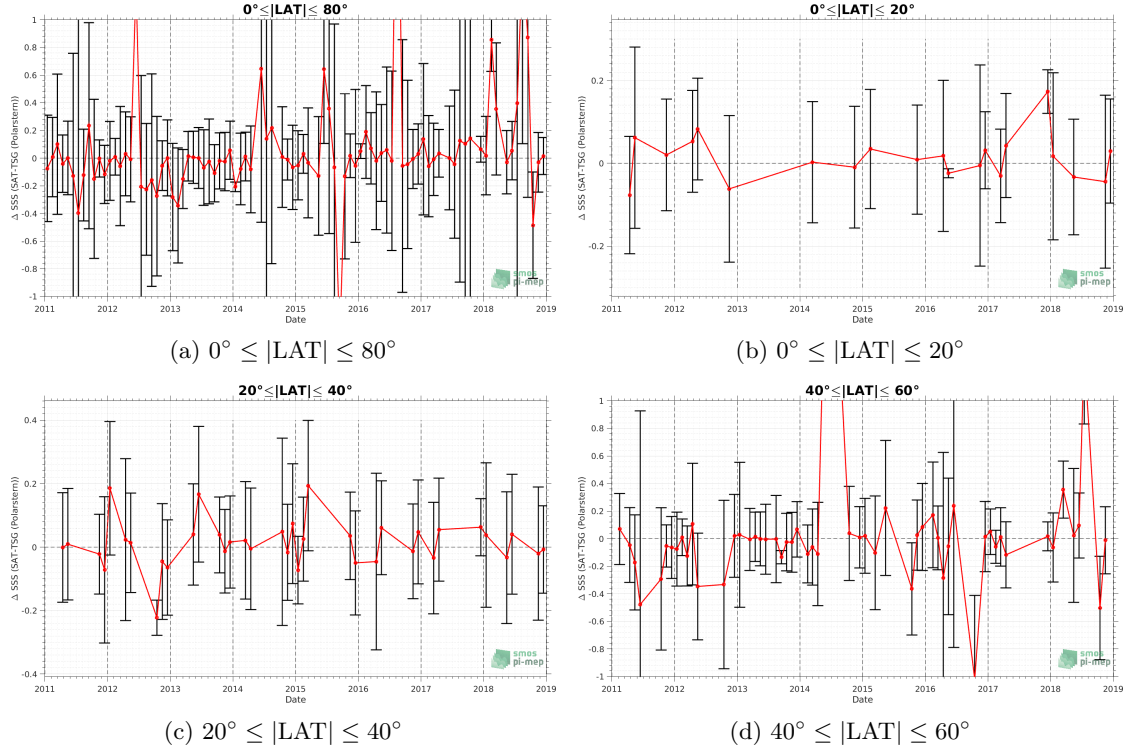 0°≤|LAT|≤ 80°
1
0.8
0.6
0.4
0.2
0
-0.2
-0.4
-0.6
-0.8
-1
Δ SSS (SAT-TSG (Polarstern))
2011 2012 2013 2014 2015 2016 2017 2018 2019
Date
smos
pi-mep
(a) 0° ≤ |LAT| ≤ 80°
0°≤|LAT|≤ 20°
0.2
0
-0.2
Δ SSS (SAT-TSG (Polarstern))
2011 2012 2013 2014 2015 2016 2017 2018 2019
Date
smos
pi-mep
(b) 0° ≤ |LAT| ≤ 20°
20°≤|LAT|≤ 40°
0.4
0.2
0
-0.2
-0.4
Δ SSS (SAT-TSG (Polarstern))
2011 2012 2013 2014 2015 2016 2017 2018 2019
Date
smos
pi-mep
(c) 20° ≤ |LAT| ≤ 40°
40°≤|LAT|≤ 60°
1
0.8
0.6
0.4
0.2
0
-0.2
-0.4
-0.6
-0.8
-1
Δ SSS (SAT-TSG (Polarstern))
2011 2012 2013 2014 2015 2016 2017 2018 2019
Date
smos
pi-mep
(d) 40° ≤ |LAT| ≤ 60°